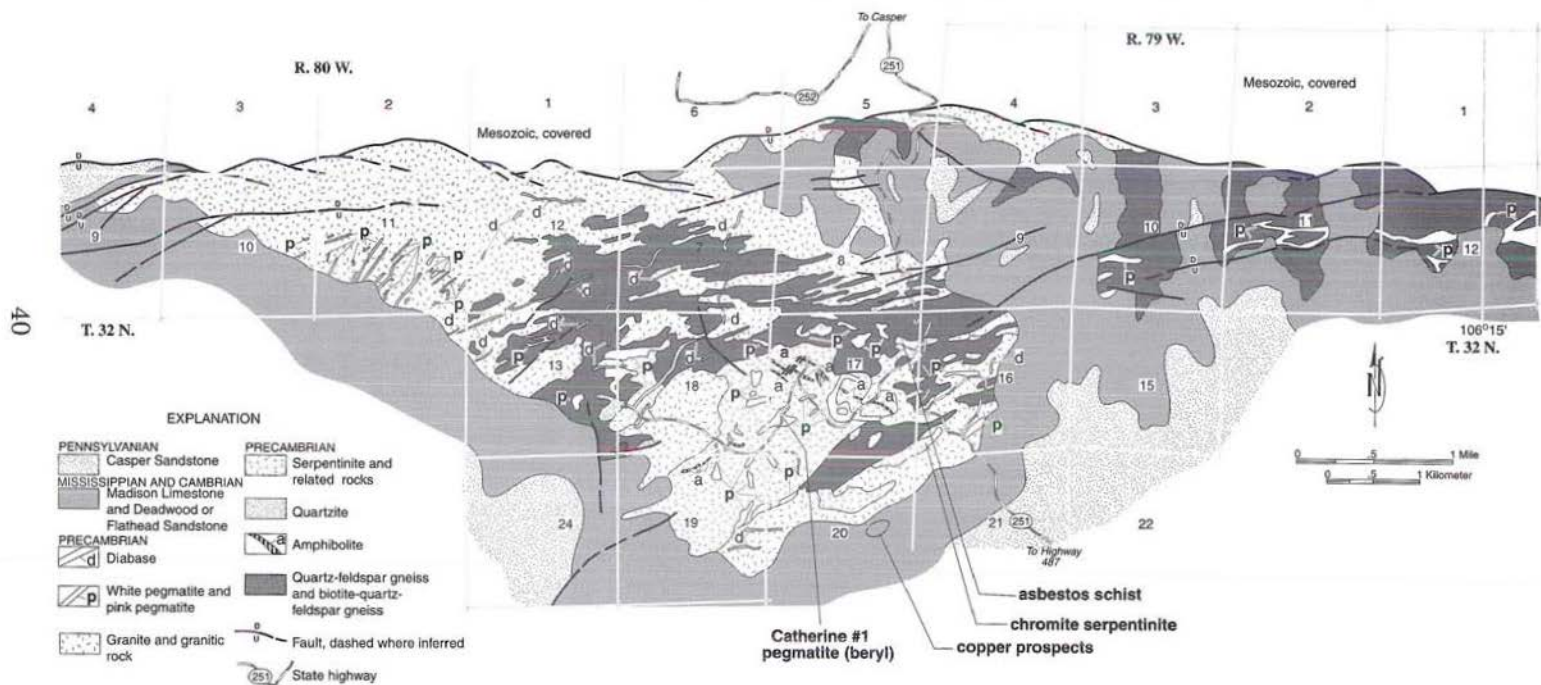 To Casper
251
252
R. 80 W.
R. 79 W.
4 3 2 1 6 5 4 3 2 1
Mesozoic, covered
Mesozoic, covered
D
U
9 10 11 12 7 8 9 10 11 12
d
p
a
T. 32 N.
106°15'
T. 32 N.
13 18 17 16 15
N
24 19 20 21 22
251
To Highway
487
0 .5 1 Mile
0 .5 1 Kilometer
40
EXPLANATION
PENNSYLVANIAN
Casper Sandstone
MISSISSIPPIAN AND CAMBRIAN
Madison Limestone
and Deadwood or
Flathead Sandstone
PRECAMBRIAN
d Diabase
p White pegmatite and
pink pegmatite
Granite and granitic
rock
PRECAMBRIAN
Serpentinite and
related rocks
Quartzite
a Amphibolite
Quartz-feldspar gneiss
and biotite-quartz-
feldspar gneiss
D
U
Fault, dashed where inferred
251 State highway
asbestos schist
chromite serpentinite
copper prospects
Catherine #1
pegmatite (beryl)